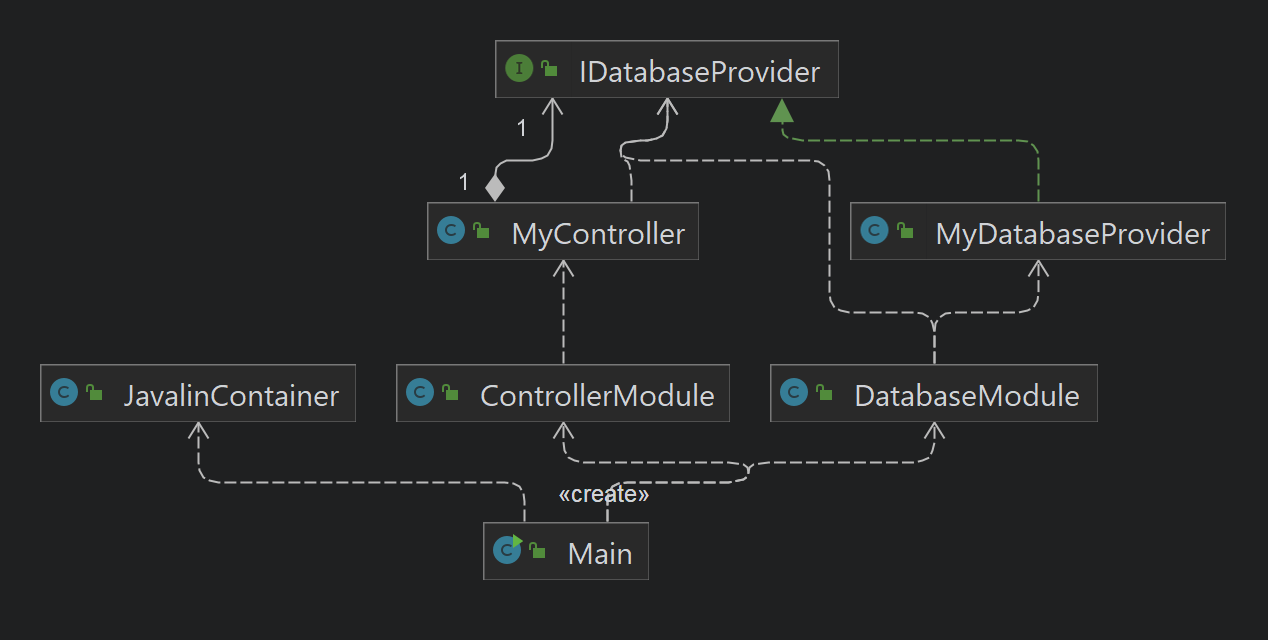 I IDatabaseProvider
1
1
C MyController
C MyDatabaseProvider
C JavalinContainer
C ControllerModule
C DatabaseModule
«create»
C Main